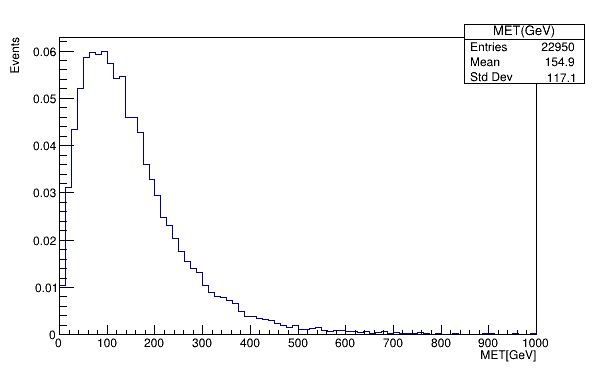 MET(GeV)
Entries 22950
Mean 154.9
Std Dev 117.1
Events
0.06
0.05
0.04
0.03
0.02
0.01
0
0 100 200 300 400 500 600 700 800 900 1000
MET[GeV]